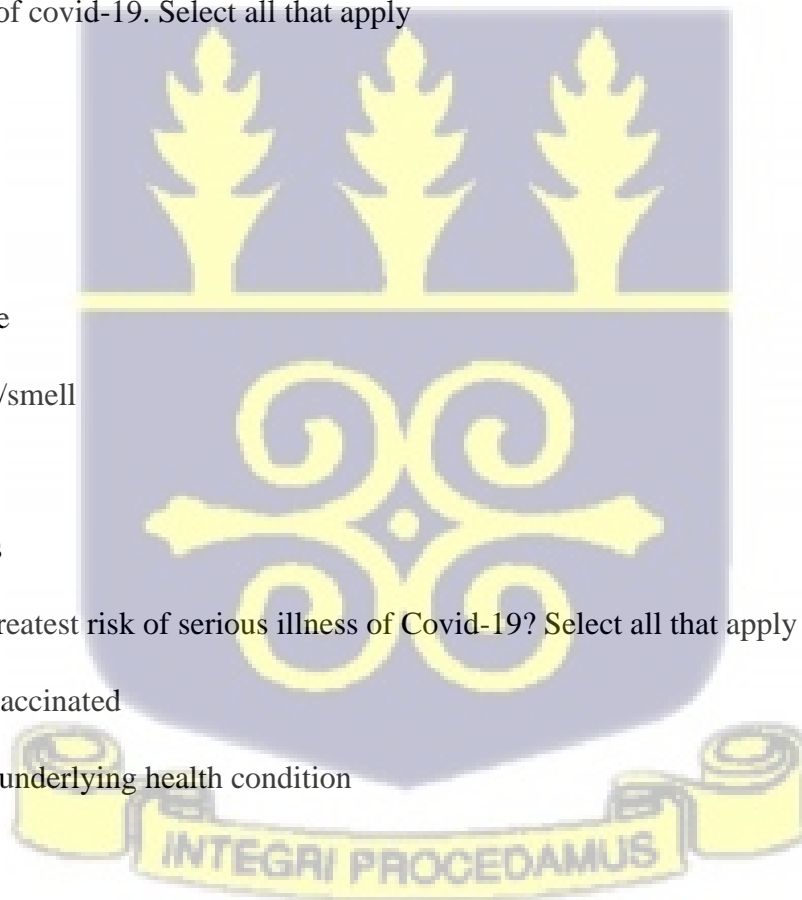 of covid-19. Select all that apply
e
/smell
s
reatest risk of serious illness of Covid-19? Select all that apply
accinated
underlying health condition
INTEGRI PROCEDAMUS